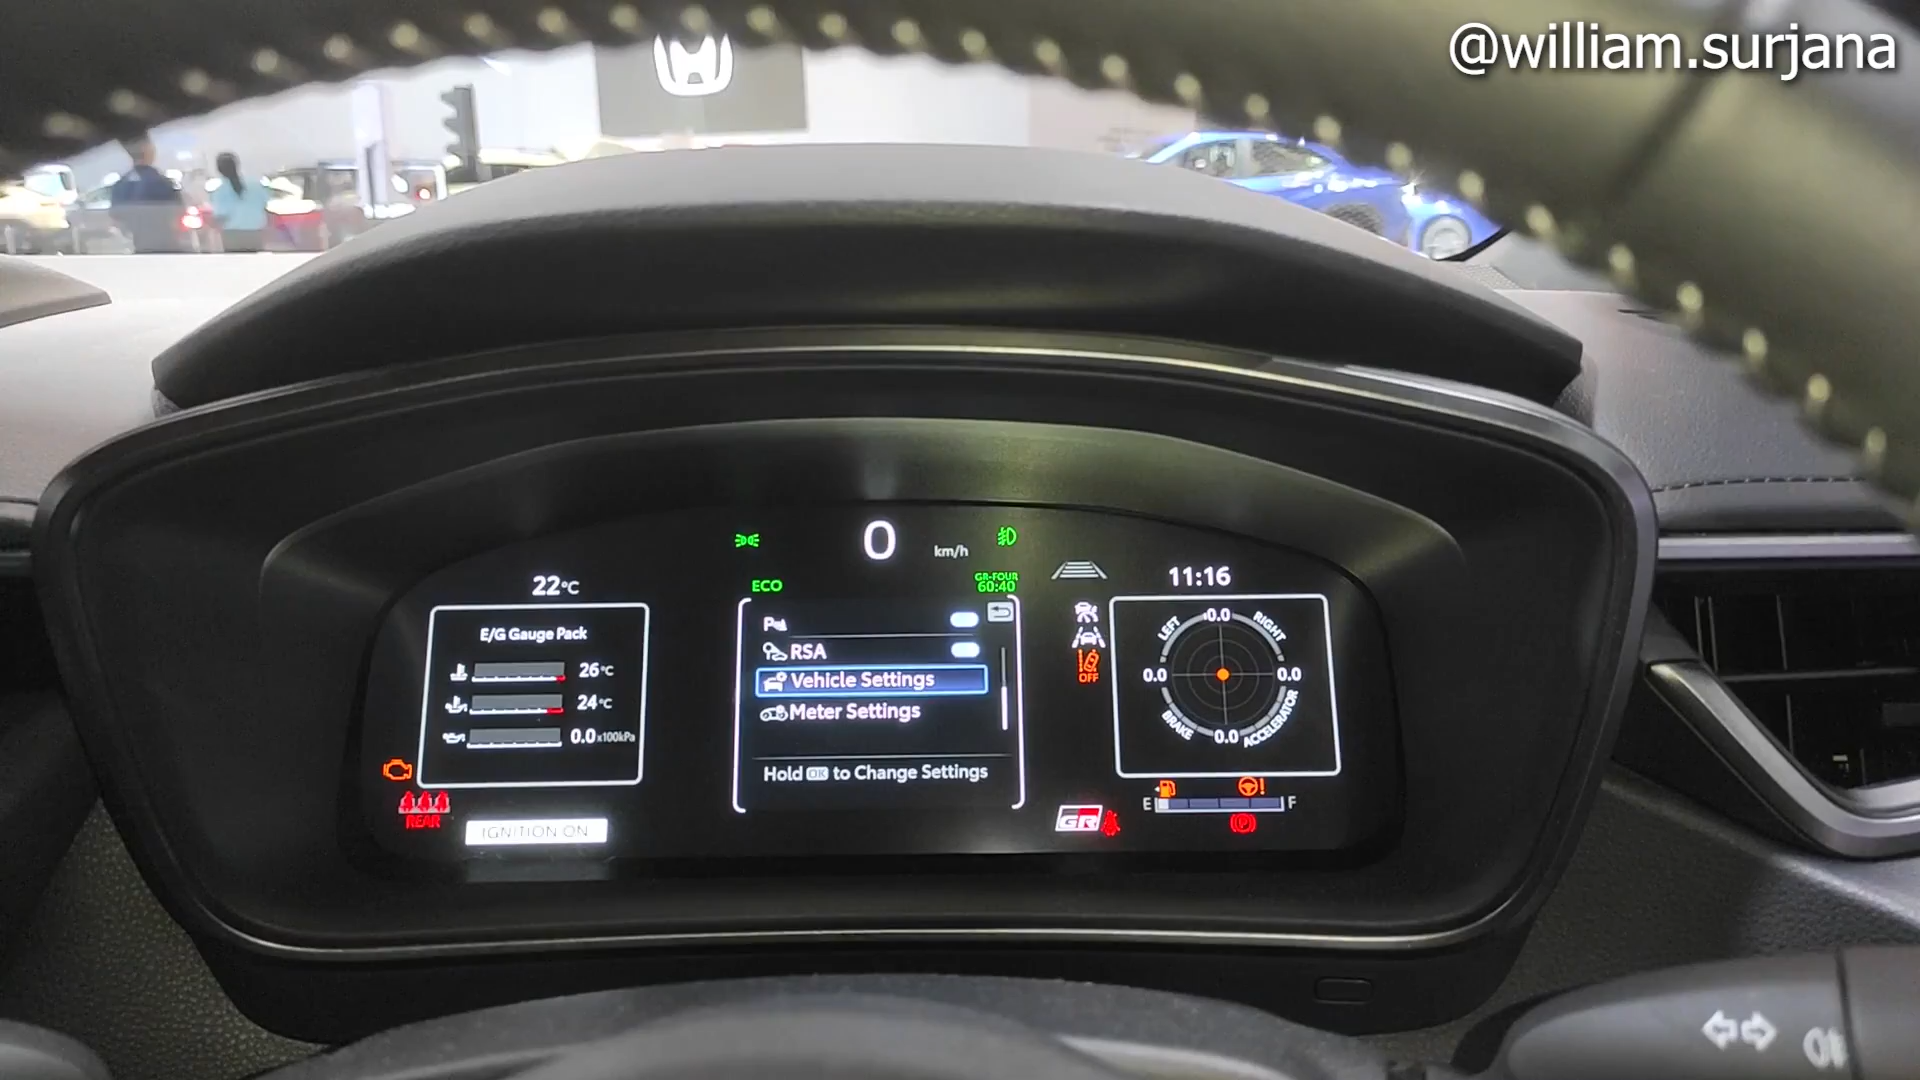 @william.surjana
0 km/h
ECO
GR-FOUR
60:40
22°C
11:16
E/G Gauge Pack
26°C
24°C
0.0x100kPa
P
RSA
Vehicle Settings
Meter Settings
Hold OK to Change Settings
OFF
0.0
LEFT
RIGHT
0.0
0.0
BRAKE
0.0
ACCELERATOR
REAR
IGNITION ON
GR
E
F
P